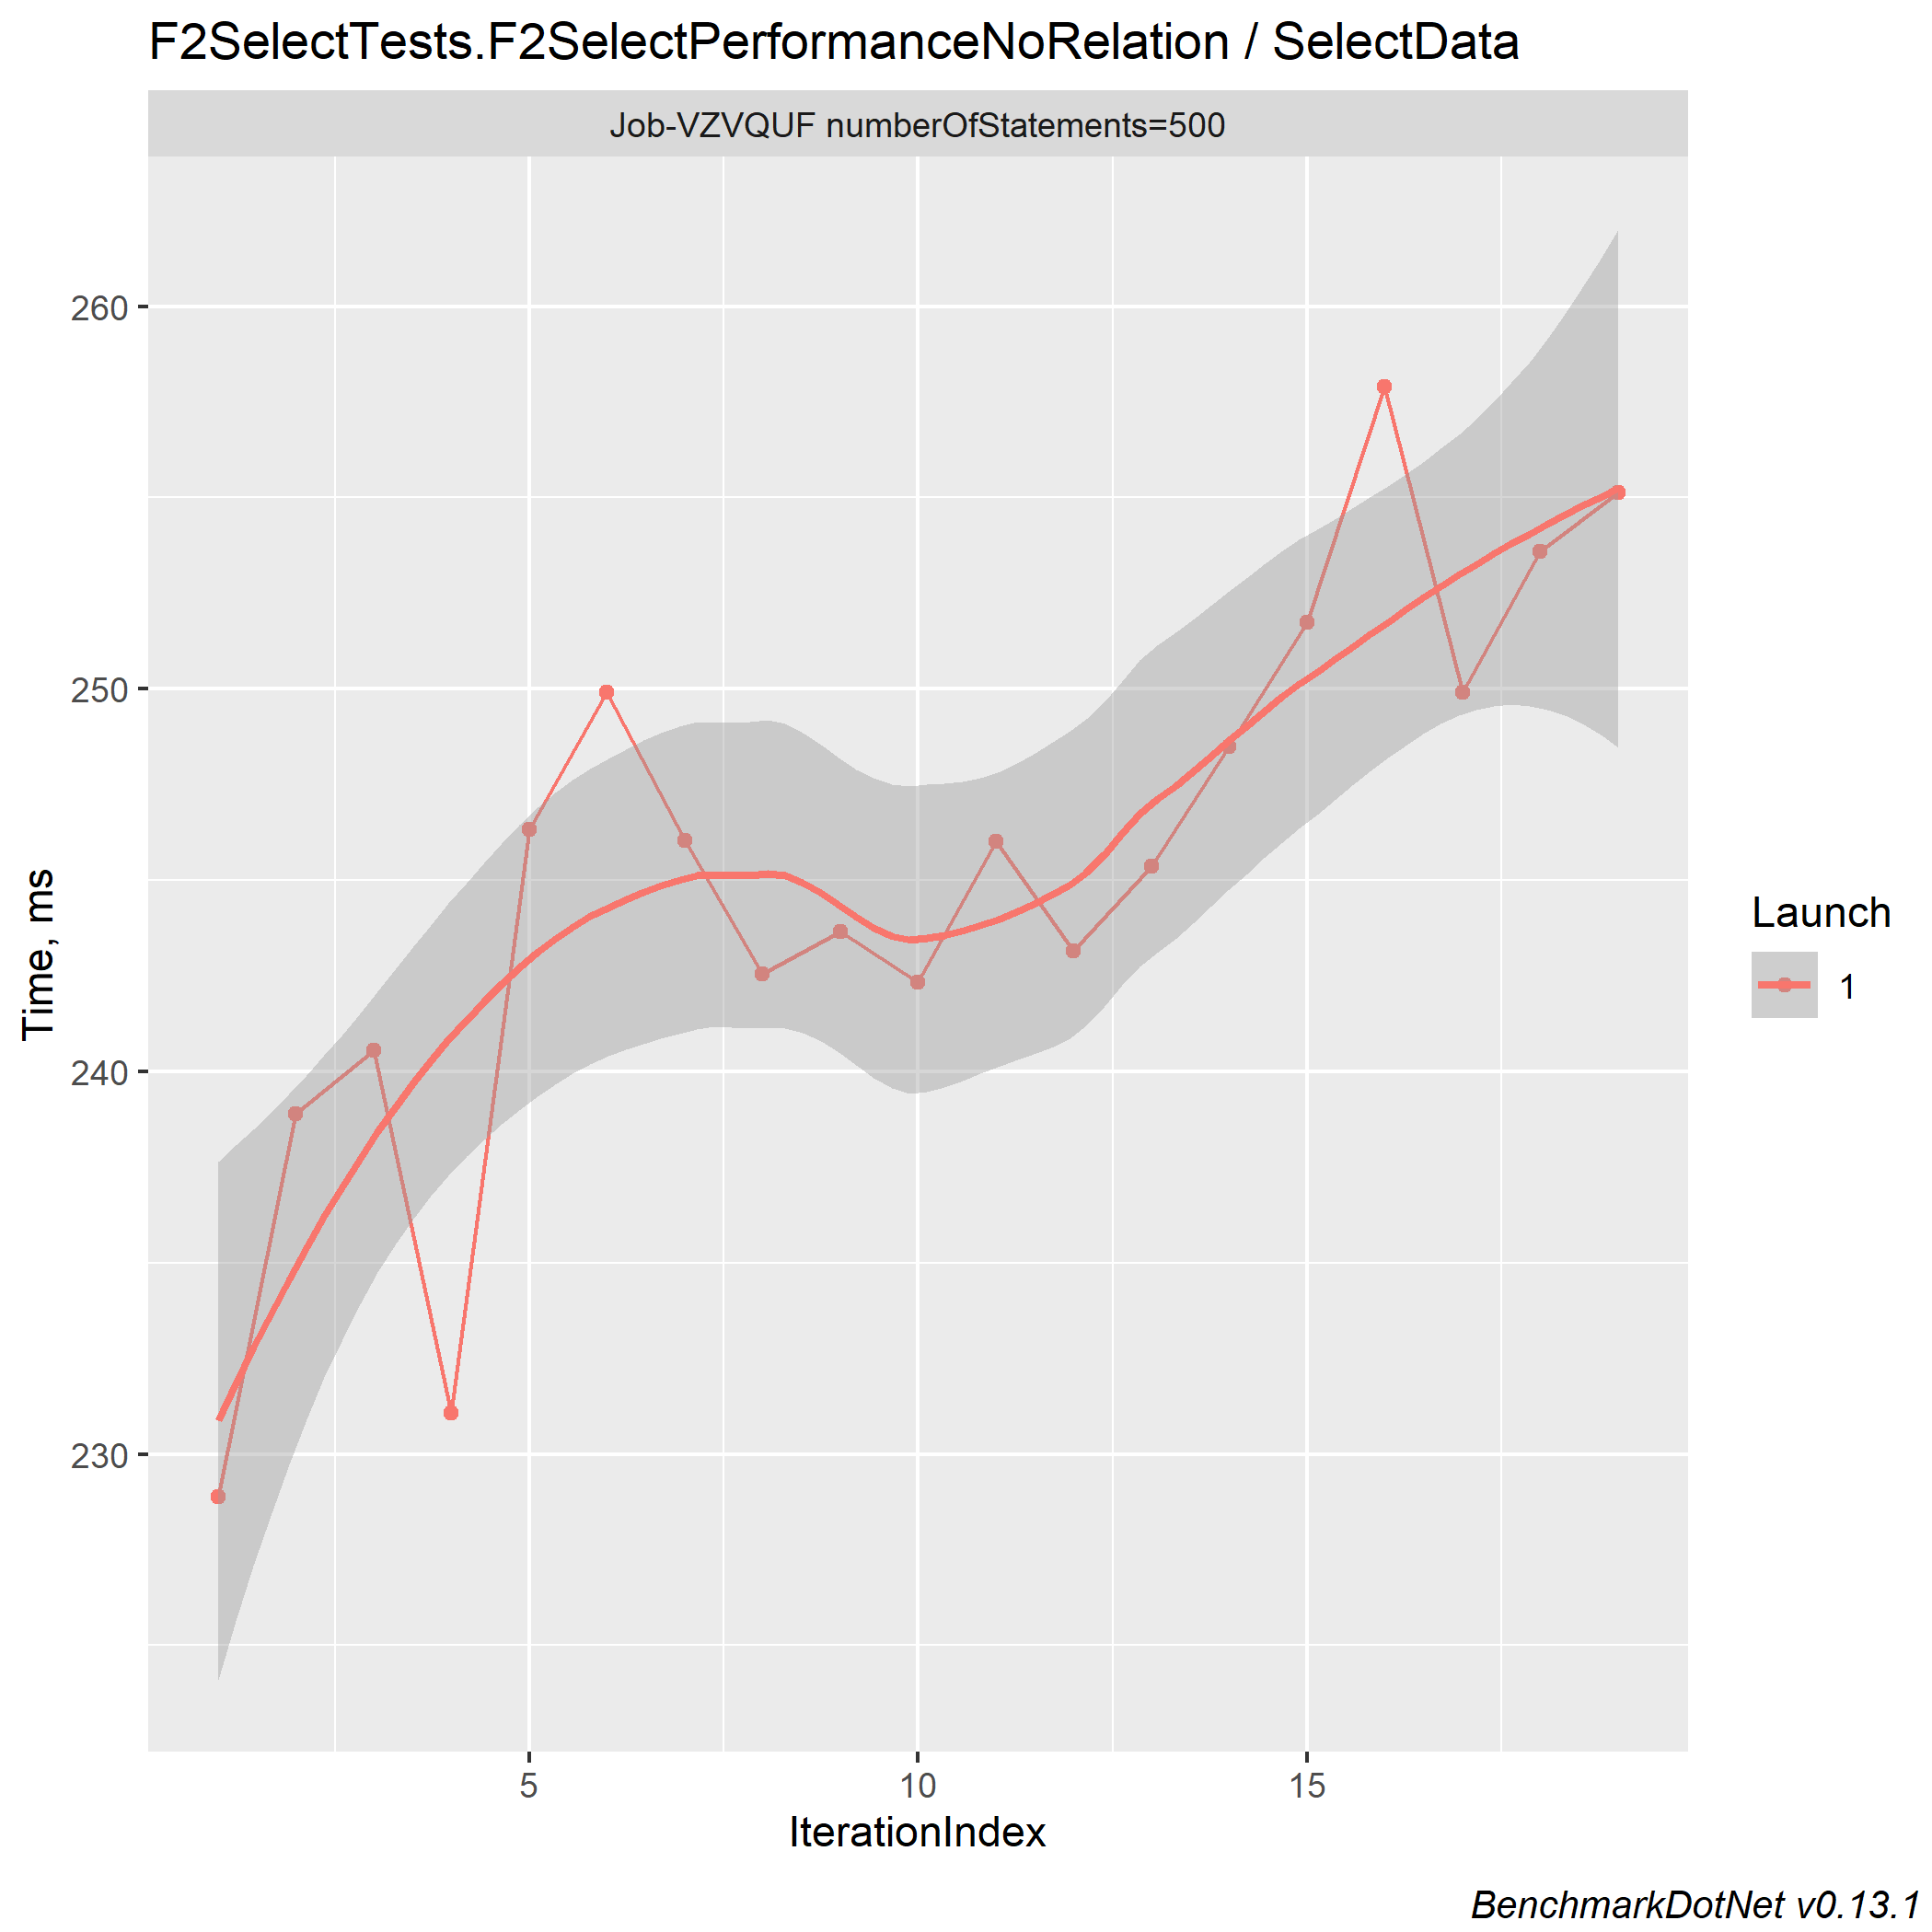 F2SelectTests.F2SelectPerformanceNoRelation / SelectData
Job-VZVQUF numberOfStatements=500
260
250
240
230
Time, ms
5 10 15
IterationIndex
Launch
1
BenchmarkDotNet v0.13.1